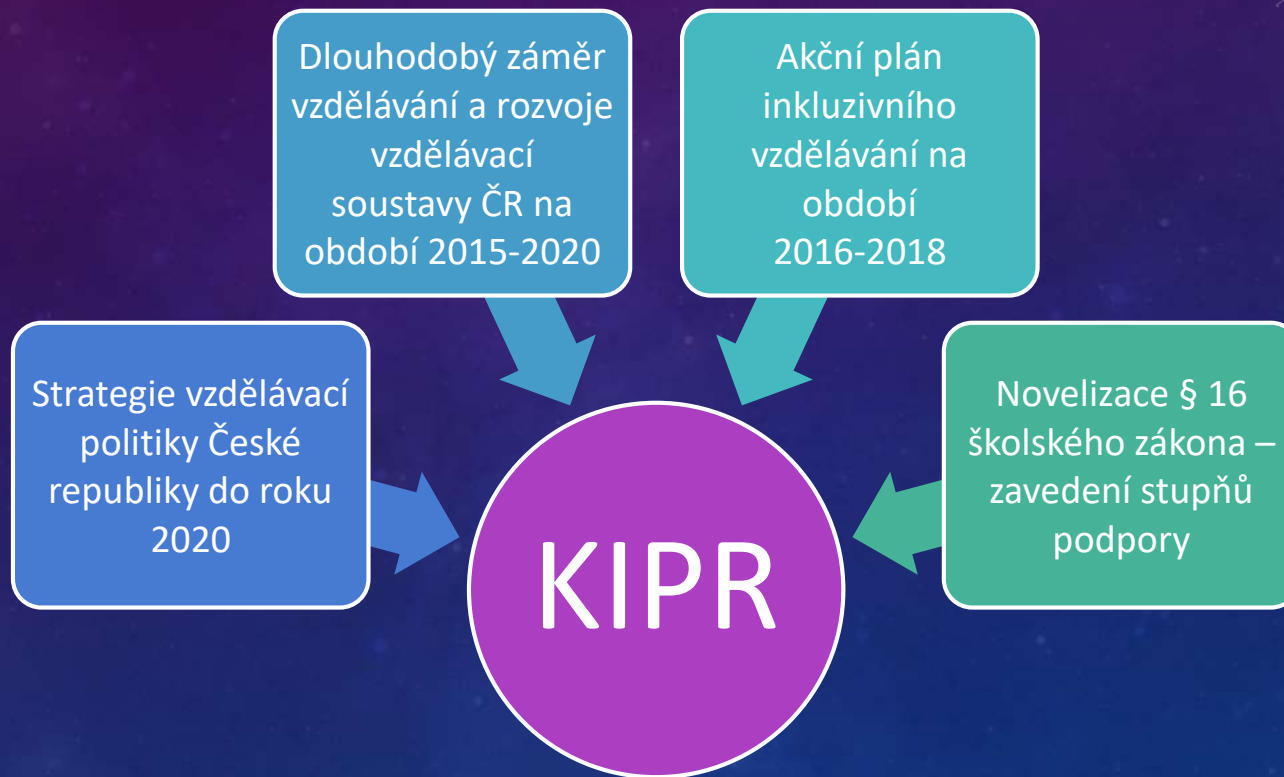 Dlouhodobý záměr
vzdělávání a rozvoje
vzdělávací
soustavy ČR na
období 2015-2020
Akční plán
inkluzivního
vzdělávání na
období
2016-2018
Strategie vzdělávací
politiky České
republiky do roku
2020
Novelizace § 16
školského zákona –
zavedení stupňů
podpory
KIPR